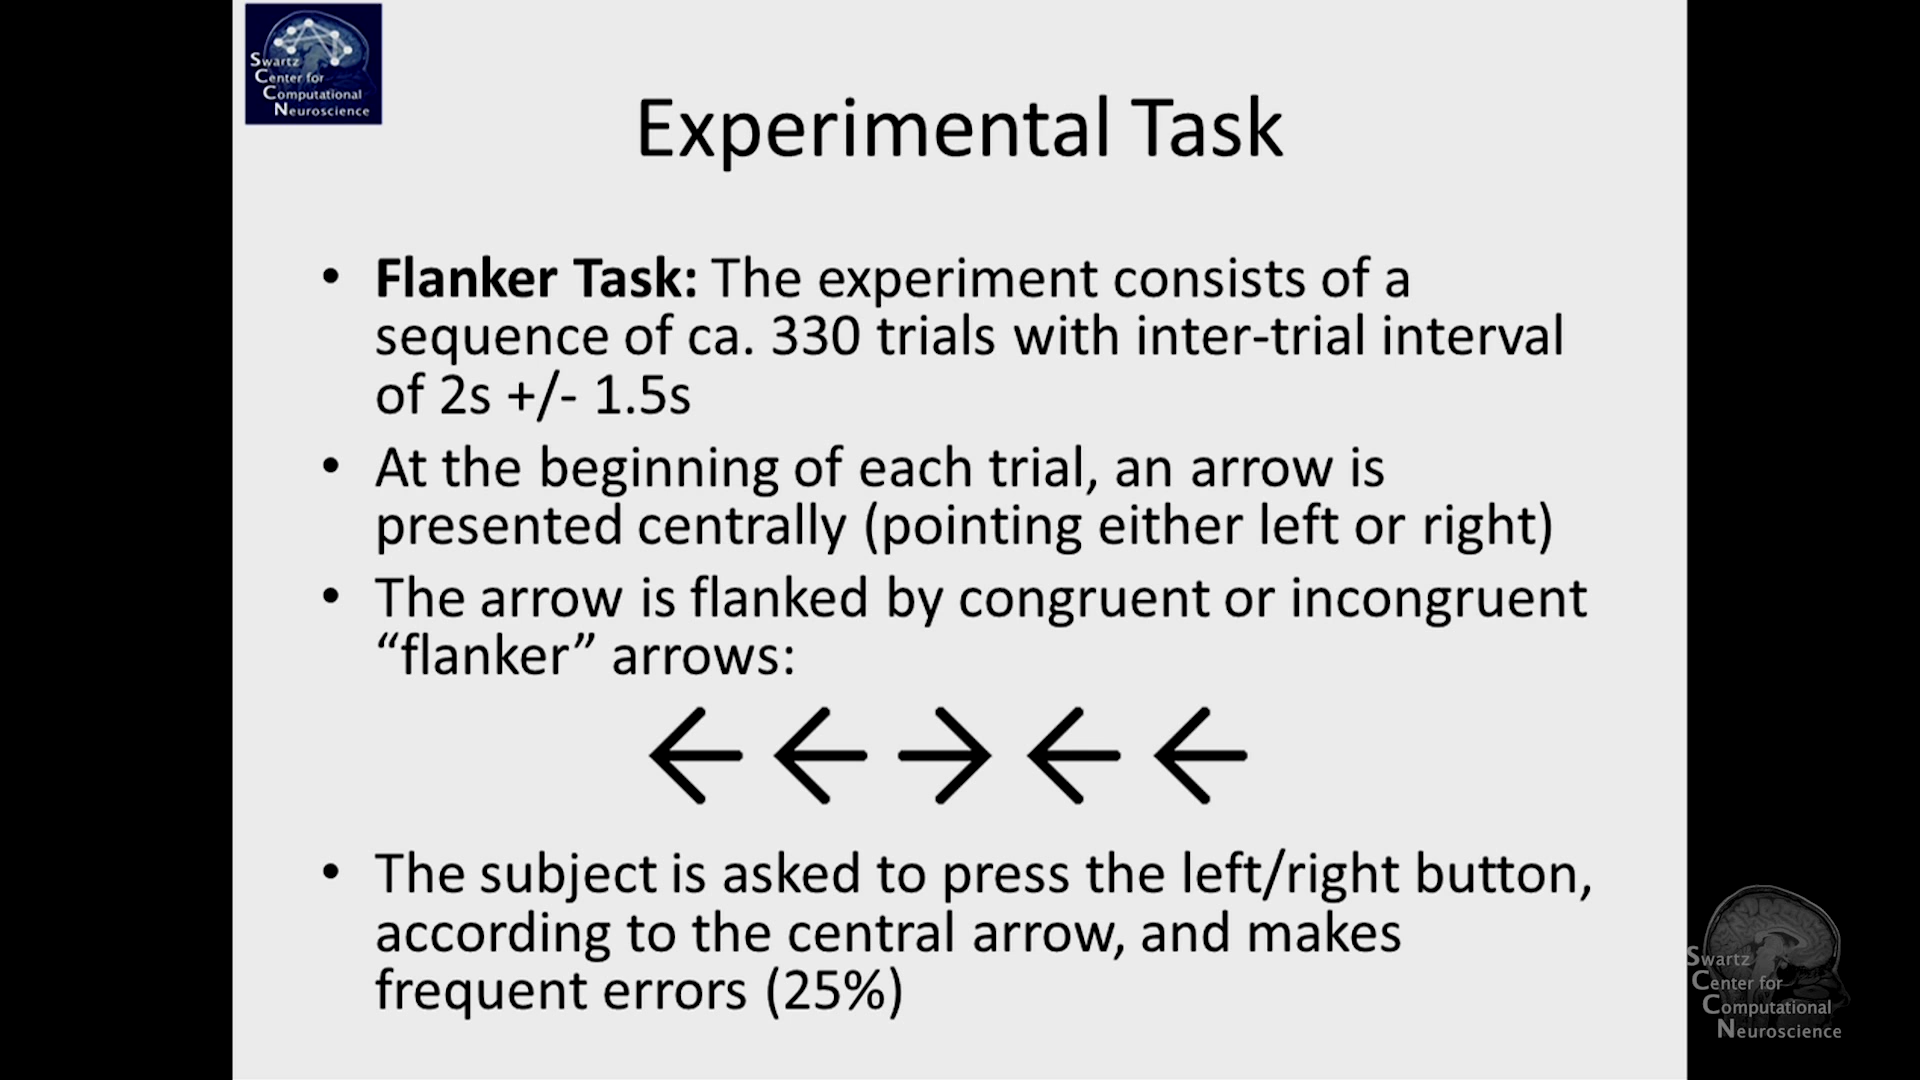 Swartz
Center for
Computational
Neuroscience
Experimental Task
• Flanker Task: The experiment consists of a
sequence of ca. 330 trials with inter-trial interval
of 2s +/- 1.5s
• At the beginning of each trial, an arrow is
presented centrally (pointing either left or right)
• The arrow is flanked by congruent or incongruent
“flanker” arrows:
← ← → ← ←
• The subject is asked to press the left/right button,
according to the central arrow, and makes
frequent errors (25%)
Swartz
Center for
Computational
Neuroscience